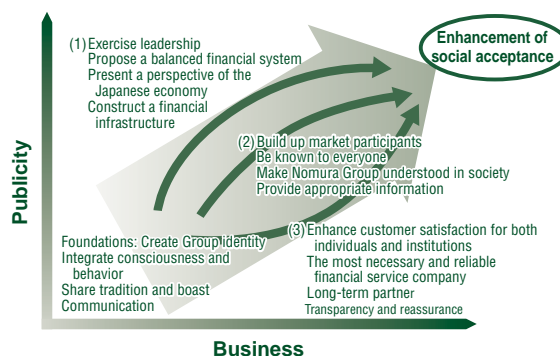 Enhancement of
social acceptance
(1) Exercise leadership
Propose a balanced financial system
Present a perspective of the
Japanese economy
Construct a financial
infrastructure
(2) Build up market participants
Be known to everyone
Make Nomura Group understood in society
Provide appropriate information
(3) Enhance customer satisfaction for both
individuals and institutions
The most necessary and reliable
financial service company
Long-term partner
Transparency and reassurance
Foundations: Create Group identity
Integrate consciousness and
behavior
Share tradition and boast
Communication
Publicity
Business